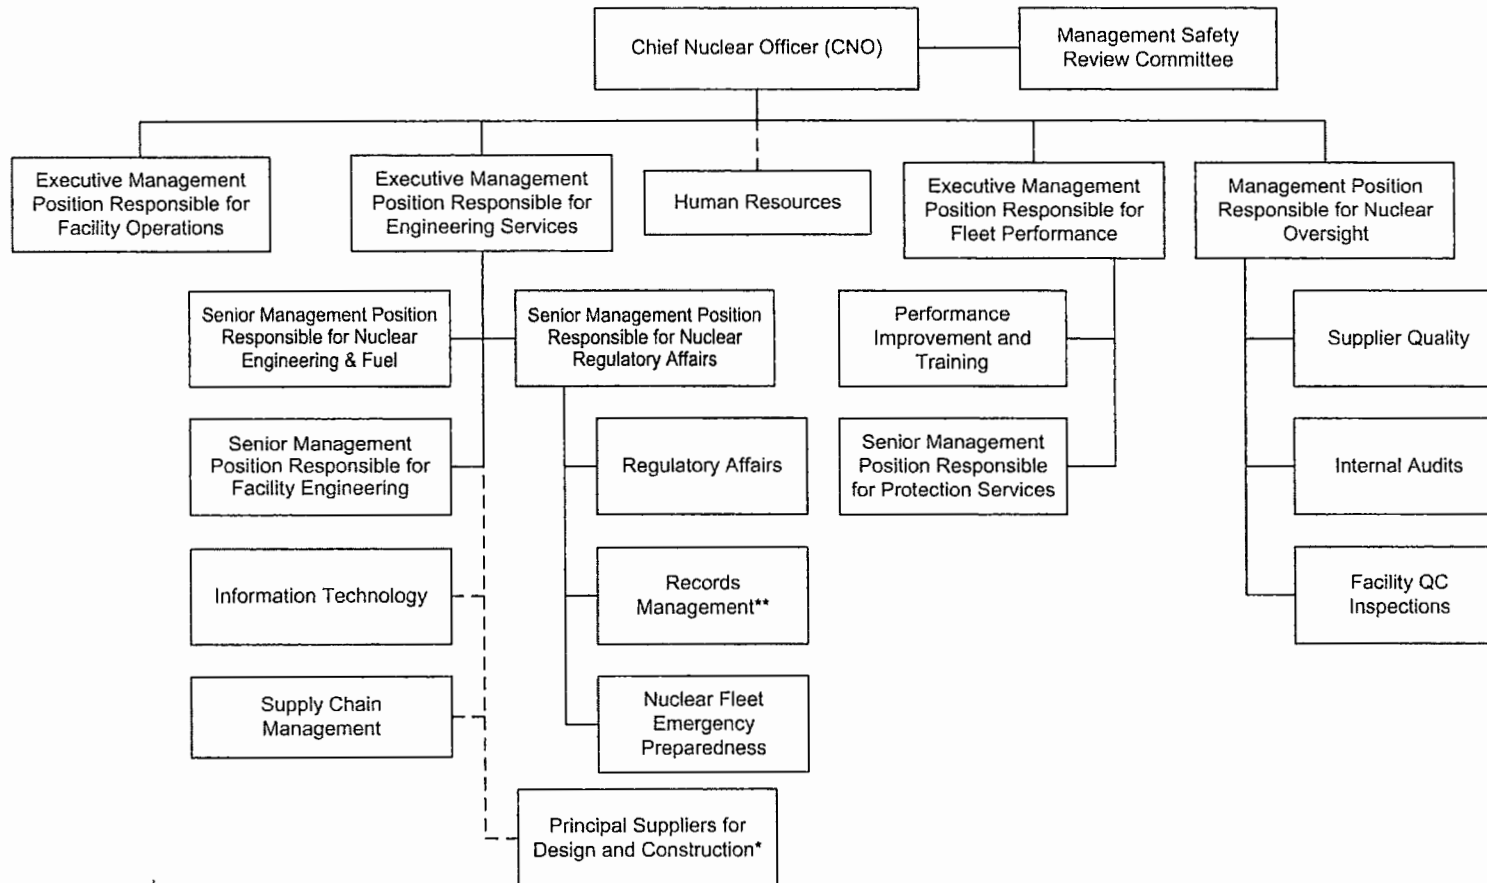 Chief Nuclear Officer (CNO)
Management Safety
Review Committee
Executive Management
Position Responsible for
Facility Operations
Executive Management
Position Responsible for
Engineering Services
Human Resources
Executive Management
Position Responsible for
Fleet Performance
Management Position
Responsible for Nuclear
Oversight
Senior Management Position
Responsible for Nuclear
Engineering & Fuel
Senior Management Position
Responsible for Nuclear
Regulatory Affairs
Performance
Improvement and
Training
Supplier Quality
Senior Management
Position Responsible for
Facility Engineering
Regulatory Affairs
Senior Management
Position Responsible
for Protection Services
Internal Audits
Information Technology
Records
Management**
Facility QC
Inspections
Supply Chain
Management
Nuclear Fleet
Emergency
Preparedness
Principal Suppliers for
Design and Construction*